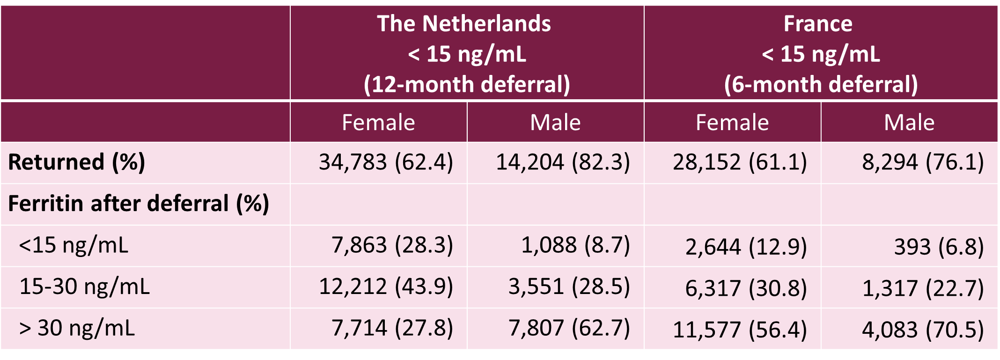 The Netherlands
< 15 ng/mL
(12-month deferral)
France
< 15 ng/mL
(6-month deferral)
Female Male Female Male
Returned (%) 34,783 (62.4) 14,204 (82.3) 28,152 (61.1) 8,294 (76.1)
Ferritin after deferral (%)
<15 ng/mL 7,863 (28.3) 1,088 (8.7) 2,644 (12.9) 393 (6.8)
15-30 ng/mL 12,212 (43.9) 3,551 (28.5) 6,317 (30.8) 1,317 (22.7)
> 30 ng/mL 7,714 (27.8) 7,807 (62.7) 11,577 (56.4) 4,083 (70.5)